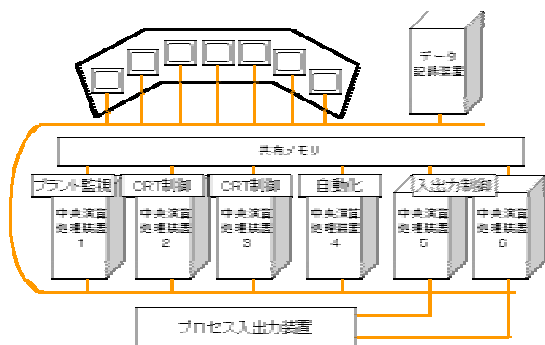 データ
記録装置
共有メモリ
プラント監視
CRT制御
CRT制御
自動化
入出力制御
中央演算
処理装置
1
中央演算
処理装置
2
中央演算
処理装置
3
中央演算
処理装置
4
中央演算
処理装置
5
中央演算
処理装置
6
プロセス入出力装置